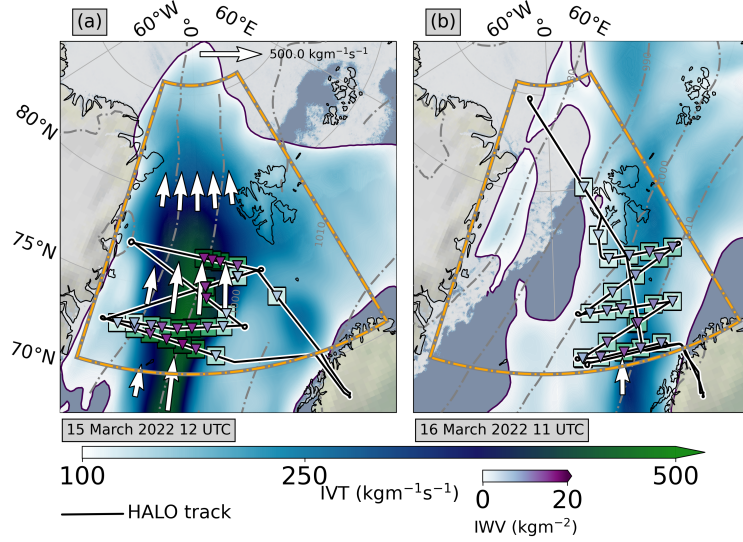 (a)
60°W
0°
60°E
500.0 kgm⁻¹s⁻¹
80°N
75°N
70°N
1010
15 March 2022 12 UTC
(b)
60°W
0°
60°E
1010
16 March 2022 11 UTC
100
250
500
IVT (kgm⁻¹s⁻¹)
0
20
IWV (kgm⁻²)
HALO track